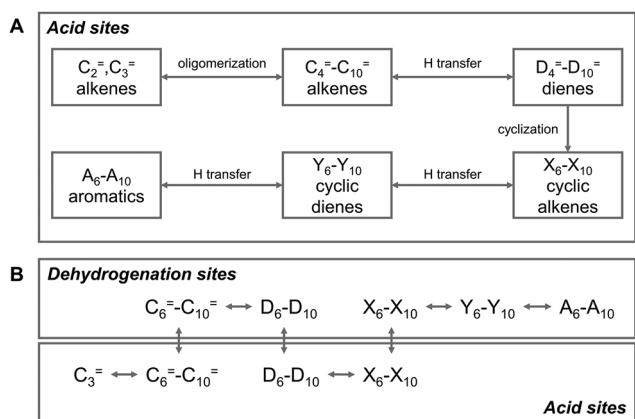 A
Acid sites
C₂⁼,C₃⁼
alkenes
oligomerization
C₄⁼-C₁₀⁼
alkenes
H transfer
D₄⁼-D₁₀⁼
dienes
cyclization
A₆-A₁₀
aromatics
H transfer
Y₆-Y₁₀
cyclic
dienes
H transfer
X₆-X₁₀
cyclic
alkenes
B
Dehydrogenation sites
C₆⁼-C₁₀⁼ D₆-D₁₀ X₆-X₁₀ Y₆-Y₁₀ A₆-A₁₀
C₃⁼ C₆⁼-C₁₀⁼ D₆-D₁₀ X₆-X₁₀
Acid sites